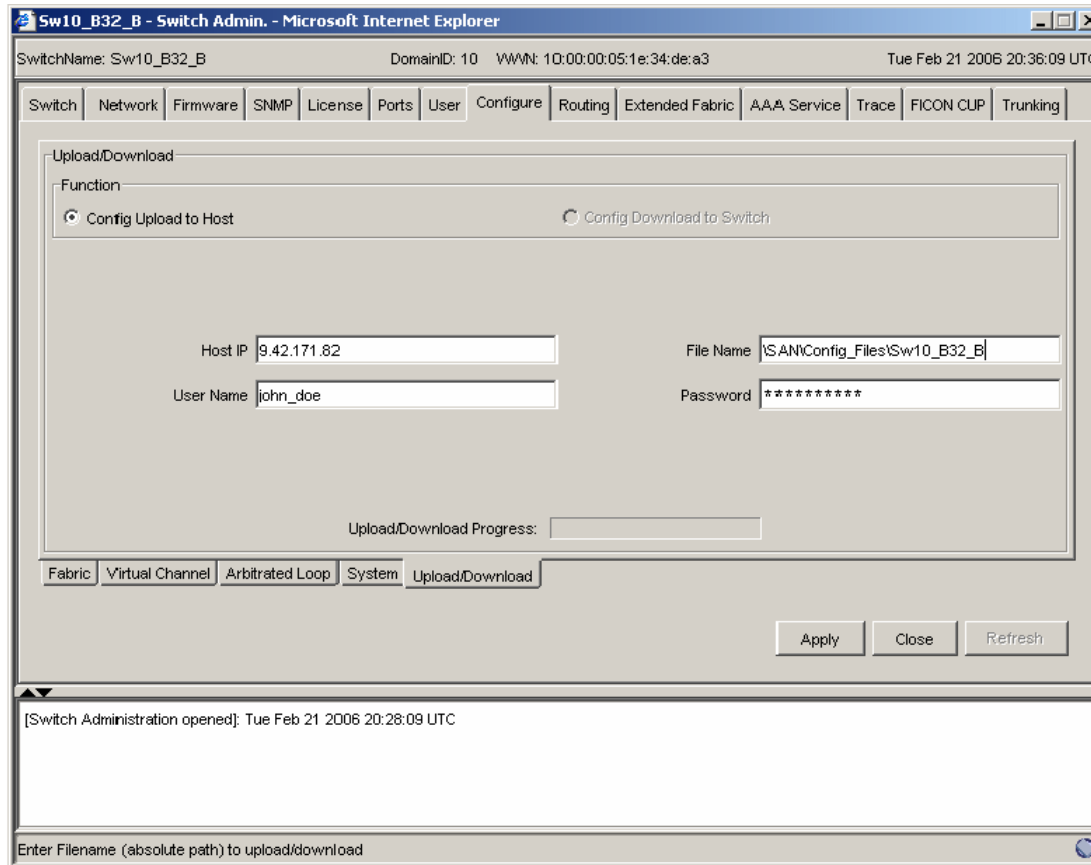 Sw10_B32_B - Switch Admin. - Microsoft Internet Explorer
SwitchName: Sw10_B32_B DomainID: 10 WWN: 10:00:00:05:1e:34:de:a3 Tue Feb 21 2006 20:36:09 UTC
Switch Network Firmware SNMP License Ports User Configure Routing Extended Fabric AAA Service Trace FICON CUP Trunking
Upload/Download
Function
Config Upload to Host Config Download to Switch
Host IP 9.42.171.82 File Name \SAN\Config_Files\Sw10_B32_B
User Name john_doe Password **********
Upload/Download Progress:
Fabric Virtual Channel Arbitrated Loop System Upload/Download
Apply Close Refresh
[Switch Administration opened]: Tue Feb 21 2006 20:28:09 UTC
Enter Filename (absolute path) to upload/download